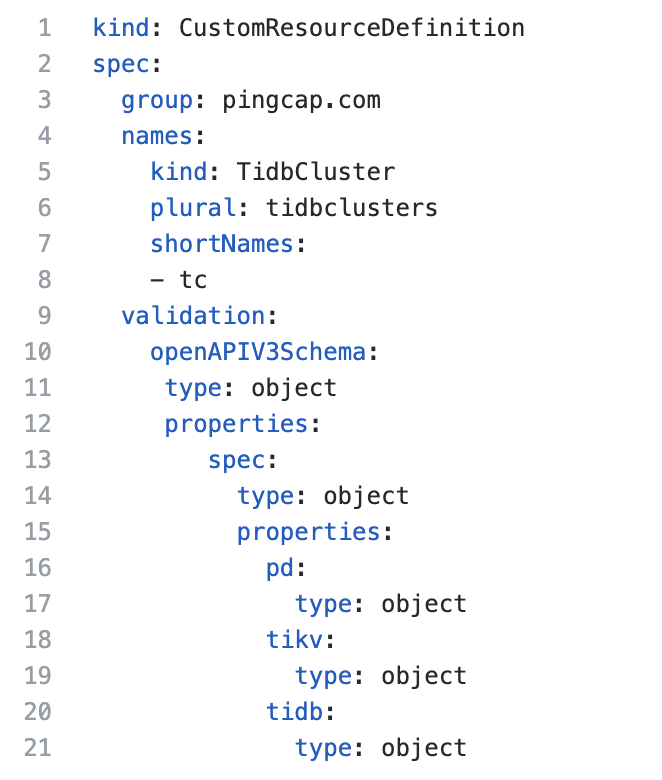 1 kind: CustomResourceDefinition
2 spec:
3   group: pingcap.com
4   names:
5     kind: TidbCluster
6     plural: tidbclusters
7     shortNames:
8     - tc
9   validation:
10     openAPIV3Schema:
11      type: object
12      properties:
13         spec:
14           type: object
15           properties:
16             pd:
17               type: object
18             tikv:
19               type: object
20             tidb:
21               type: object